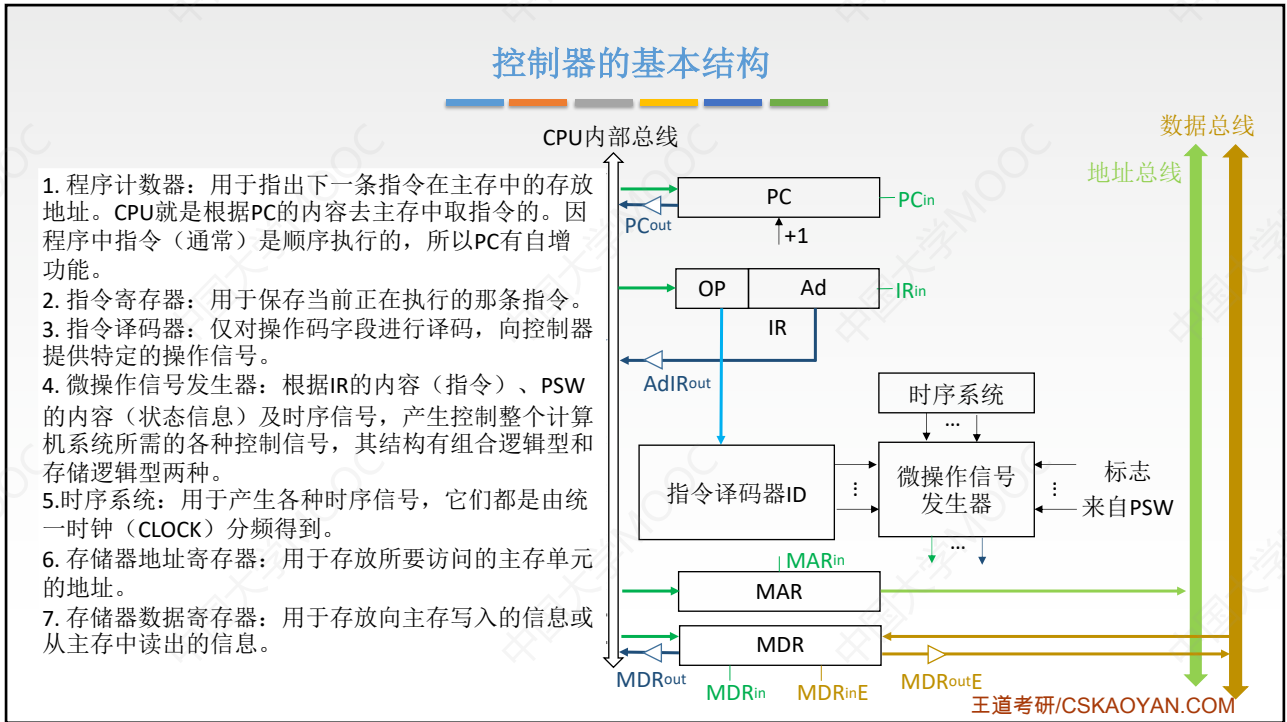 控制器的基本结构
CPU内部总线
数据总线
地址总线
1. 程序计数器：用于指出下一条指令在主存中的存放
地址。CPU就是根据PC的内容去主存中取指令的。因
程序中指令（通常）是顺序执行的，所以PC有自增
功能。
2. 指令寄存器：用于保存当前正在执行的那条指令。
3. 指令译码器：仅对操作码字段进行译码，向控制器
提供特定的操作信号。
4. 微操作信号发生器：根据IR的内容（指令）、PSW
的内容（状态信息）及时序信号，产生控制整个计算
机系统所需的各种控制信号，其结构有组合逻辑型和
存储逻辑型两种。
5.时序系统：用于产生各种时序信号，它们都是由统
一时钟（CLOCK）分频得到。
6. 存储器地址寄存器：用于存放所要访问的主存单元
的地址。
7. 存储器数据寄存器：用于存放向主存写入的信息或
从主存中读出的信息。
PC
PCin
PCout
+1
OP
Ad
IRin
IR
AdIRout
时序系统
...
指令译码器ID
...
微操作信号
发生器
...
标志
来自PSW
...
MARin
MAR
MDR
MDRout
MDRin
MDRinE
MDRoutE
王道考研/CSKAOYAN.COM
中国大学MOOC